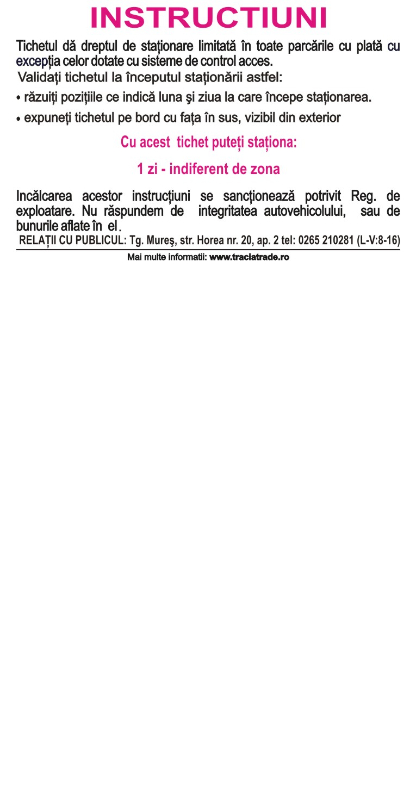 INSTRUCTIUNI
Tichetul dă dreptul de staționare limitată în toate parcările cu plată cu
excepția celor dotate cu sisteme de control acces.
Validați tichetul la începutul staționării astfel:
• răzuiți pozițiile ce indică luna şi ziua la care începe staționarea.
• expuneți tichetul pe bord cu fața în sus, vizibil din exterior
Cu acest tichet puteți staționa:
1 zi - indiferent de zona
Incălcarea acestor instrucțiuni se sancționează potrivit Reg. de
exploatare. Nu răspundem de integritatea autovehicolului, sau de
bunurile aflate în el.
RELAȚII CU PUBLICUL: Tg. Mureş, str. Horea nr. 20, ap. 2 tel: 0265 210281 (L-V:8-16)
Mai multe informatii: www.traciatrade.ro